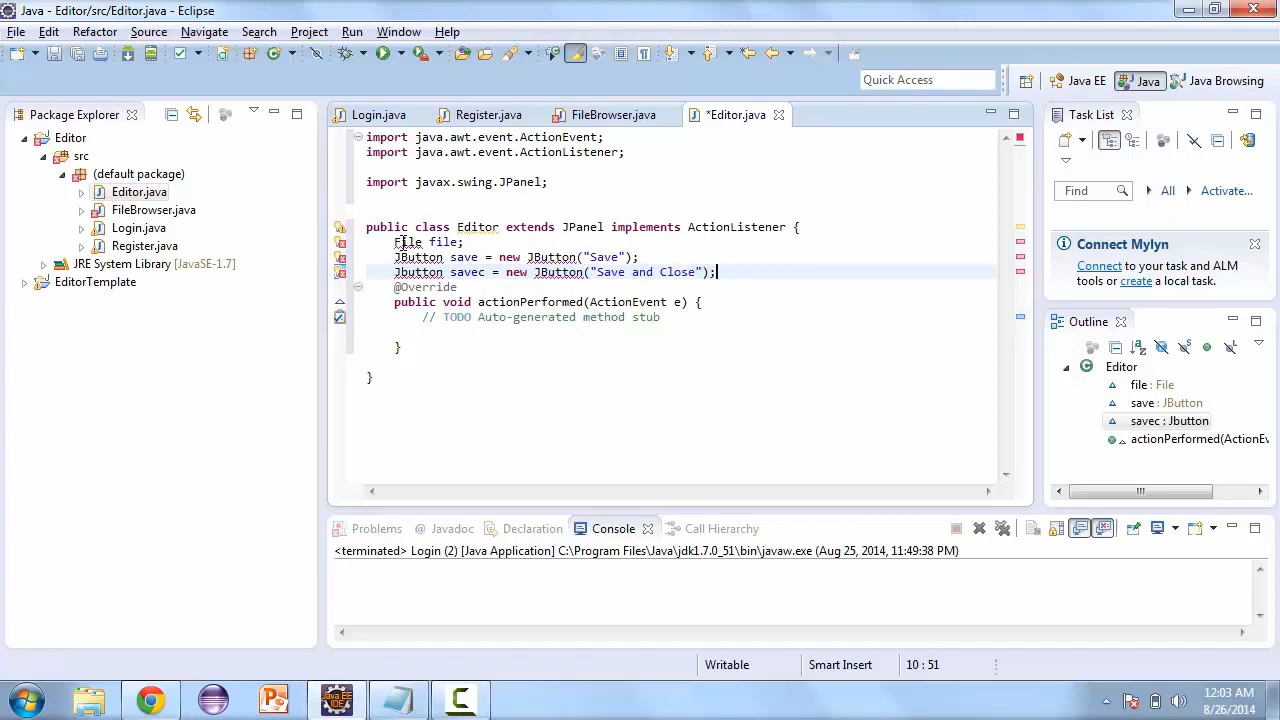 Java - Editor/src/Editor.java - Eclipse
File Edit Refactor Source Navigate Search Project Run Window Help
Quick Access
Java EE Java Java Browsing
Package Explorer
Editor
src
(default package)
Editor.java
FileBrowser.java
Login.java
Register.java
JRE System Library [JavaSE-1.7]
EditorTemplate
Login.java Register.java FileBrowser.java *Editor.java
import java.awt.event.ActionEvent;
import java.awt.event.ActionListener;
import javax.swing.JPanel;
public class Editor extends JPanel implements ActionListener {
File file;
JButton save = new JButton("Save");
Jbutton savec = new JButton("Save and Close");
@Override
public void actionPerformed(ActionEvent e) {
// TODO Auto-generated method stub
}
}
Task List
Find All Activate...
Connect Mylyn
Connect to your task and ALM
tools or create a local task.
Outline
Editor
file : File
save : JButton
savec : Jbutton
actionPerformed(ActionEv
Problems Javadoc Declaration Console Call Hierarchy
<terminated> Login (2) [Java Application] C:\Program Files\Java\jdk1.7.0_51\bin\javaw.exe (Aug 25, 2014, 11:49:38 PM)
Writable Smart Insert 10 : 51
Java EE
IDE
12:03 AM
8/26/2014